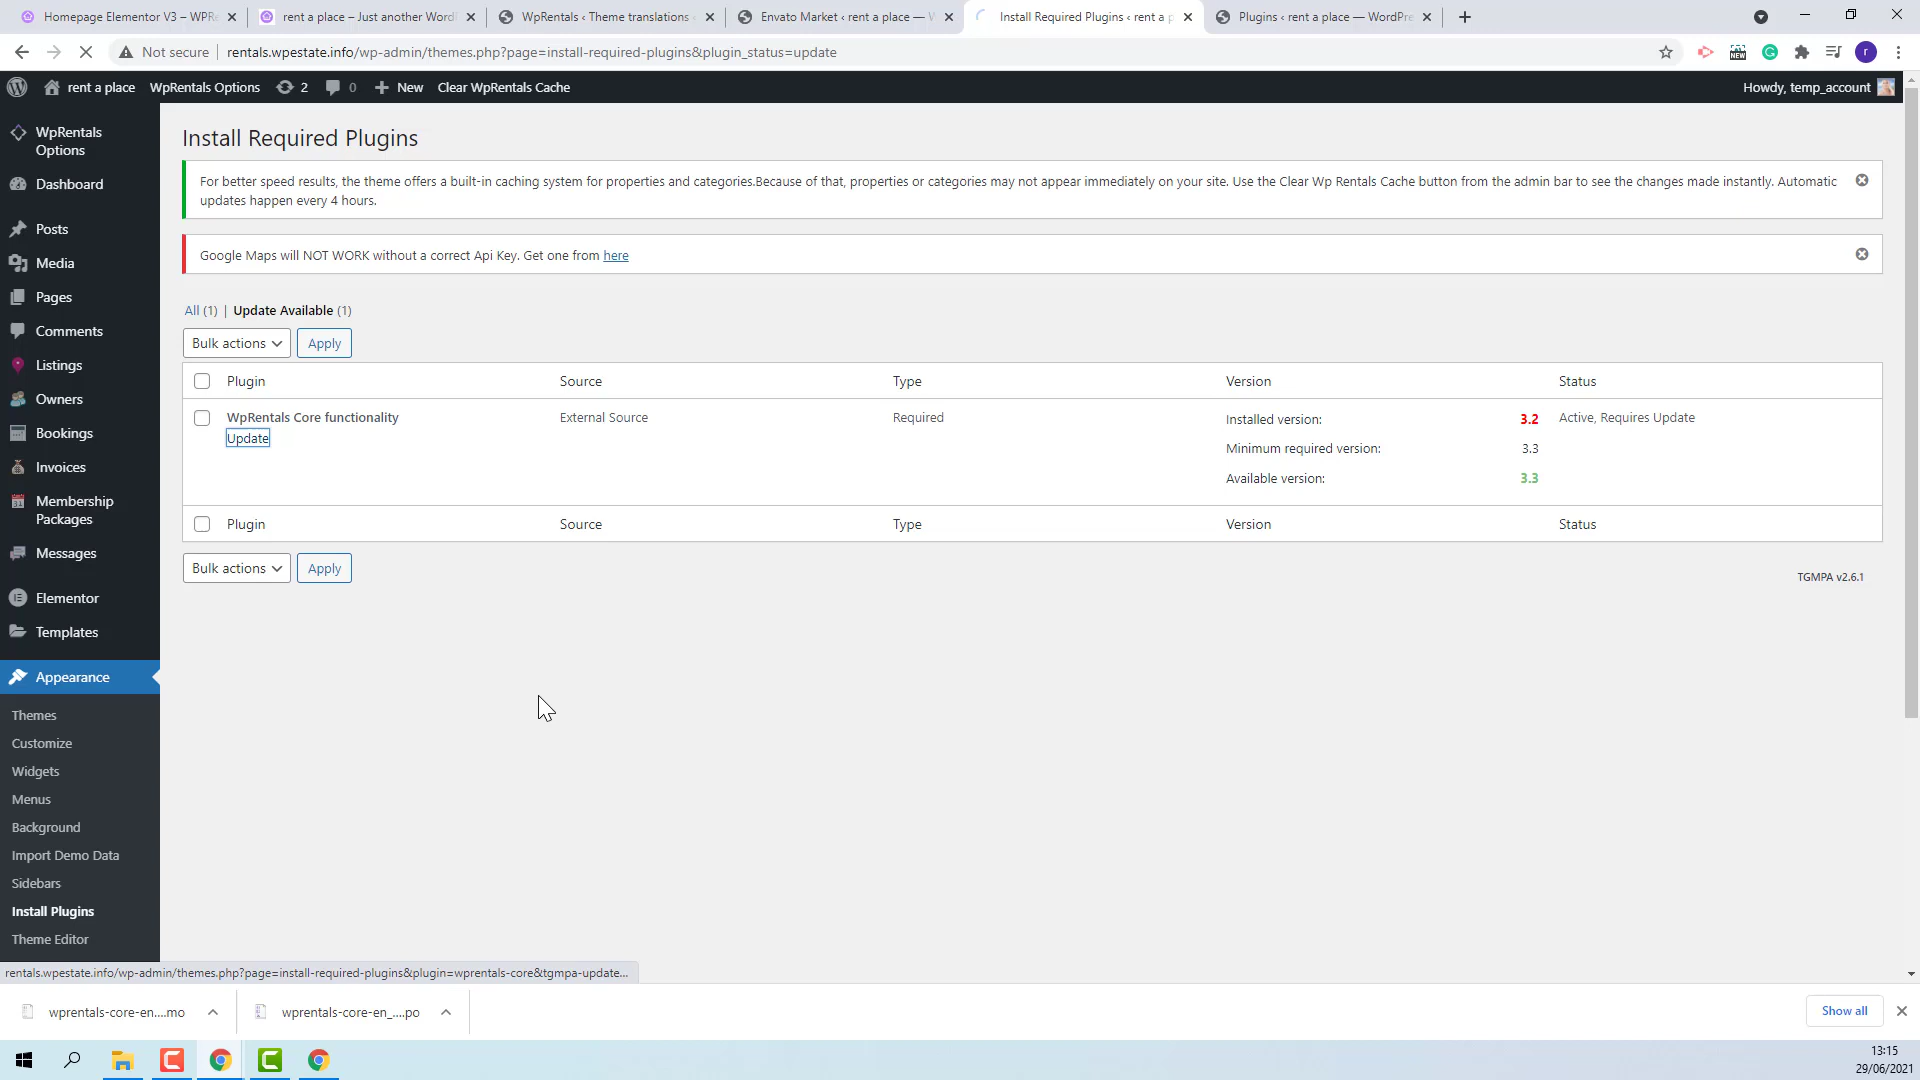 Homepage Elementor V3 – WPRe
rent a place – Just another WordP
WpRentals ‹ Theme translations ‹
Envato Market ‹ rent a place — W
Install Required Plugins ‹ rent a p
Plugins ‹ rent a place — WordPre
Not secure
rentals.wpestate.info/wp-admin/themes.php?page=install-required-plugins&plugin_status=update
NEW
r
rent a place
WpRentals Options
2
0
New
Clear WpRentals Cache
Howdy, temp_account
WpRentals
Options
Dashboard
Posts
Media
Pages
Comments
Listings
Owners
Bookings
Invoices
Membership
Packages
Messages
Elementor
Templates
Appearance
Themes
Customize
Widgets
Menus
Background
Import Demo Data
Sidebars
Install Plugins
Theme Editor
Install Required Plugins
For better speed results, the theme offers a built-in caching system for properties and categories.Because of that, properties or categories may not appear immediately on your site. Use the Clear Wp Rentals Cache button from the admin bar to see the changes made instantly. Automatic
updates happen every 4 hours.
Google Maps will NOT WORK without a correct Api Key. Get one from here
All (1) | Update Available (1)
Bulk actions
Apply
Plugin
Source
Type
Version
Status
WpRentals Core functionality
Update
External Source
Required
Installed version: 3.2
Minimum required version: 3.3
Available version: 3.3
Active, Requires Update
Plugin
Source
Type
Version
Status
Bulk actions
Apply
TGMPA v2.6.1
rentals.wpestate.info/wp-admin/themes.php?page=install-required-plugins&plugin=wprentals-core&tgmpa-update...
wprentals-core-en....mo
wprentals-core-en_....po
Show all
13:15
29/06/2021